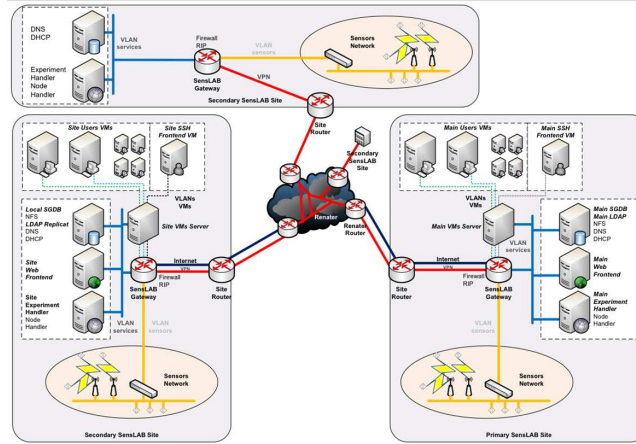 DNS
DHCP
VLAN
services
Experiment
Handler
Node
Handler
Firewall
RIP
SensLAB
Gateway
VLAN
sensors
VPN
Sensors
Network
Secondary SensLAB Site
Site
Router
Secondary
SensLAB
Site
Renater
Renater
Router
Site Users VMs
Site SSH
Frontend VM
VLANs
VMs
Site VMs Server
Local SGDB
NFS
LDAP Replicat
DNS
DHCP
Site
Web
Frontend
Site
Experiment
Handler
Node
Handler
VLAN
services
SensLAB
Gateway
Internet
VPN
Firewall
RIP
Site
Router
VLAN
sensors
Sensors
Network
Secondary SensLAB Site
Main Users VMs
Main SSH
Frontend VM
VLANs
VMs
Main VMs Server
VLAN
services
Main SGDB
Main LDAP
NFS
DNS
DHCP
Main
Web
Frontend
Main
Experiment
Handler
Node
Handler
Internet
VPN
Firewall
RIP
Site
Router
SensLAB
Gateway
VLAN
sensors
Sensors
Network
Primary SensLAB Site